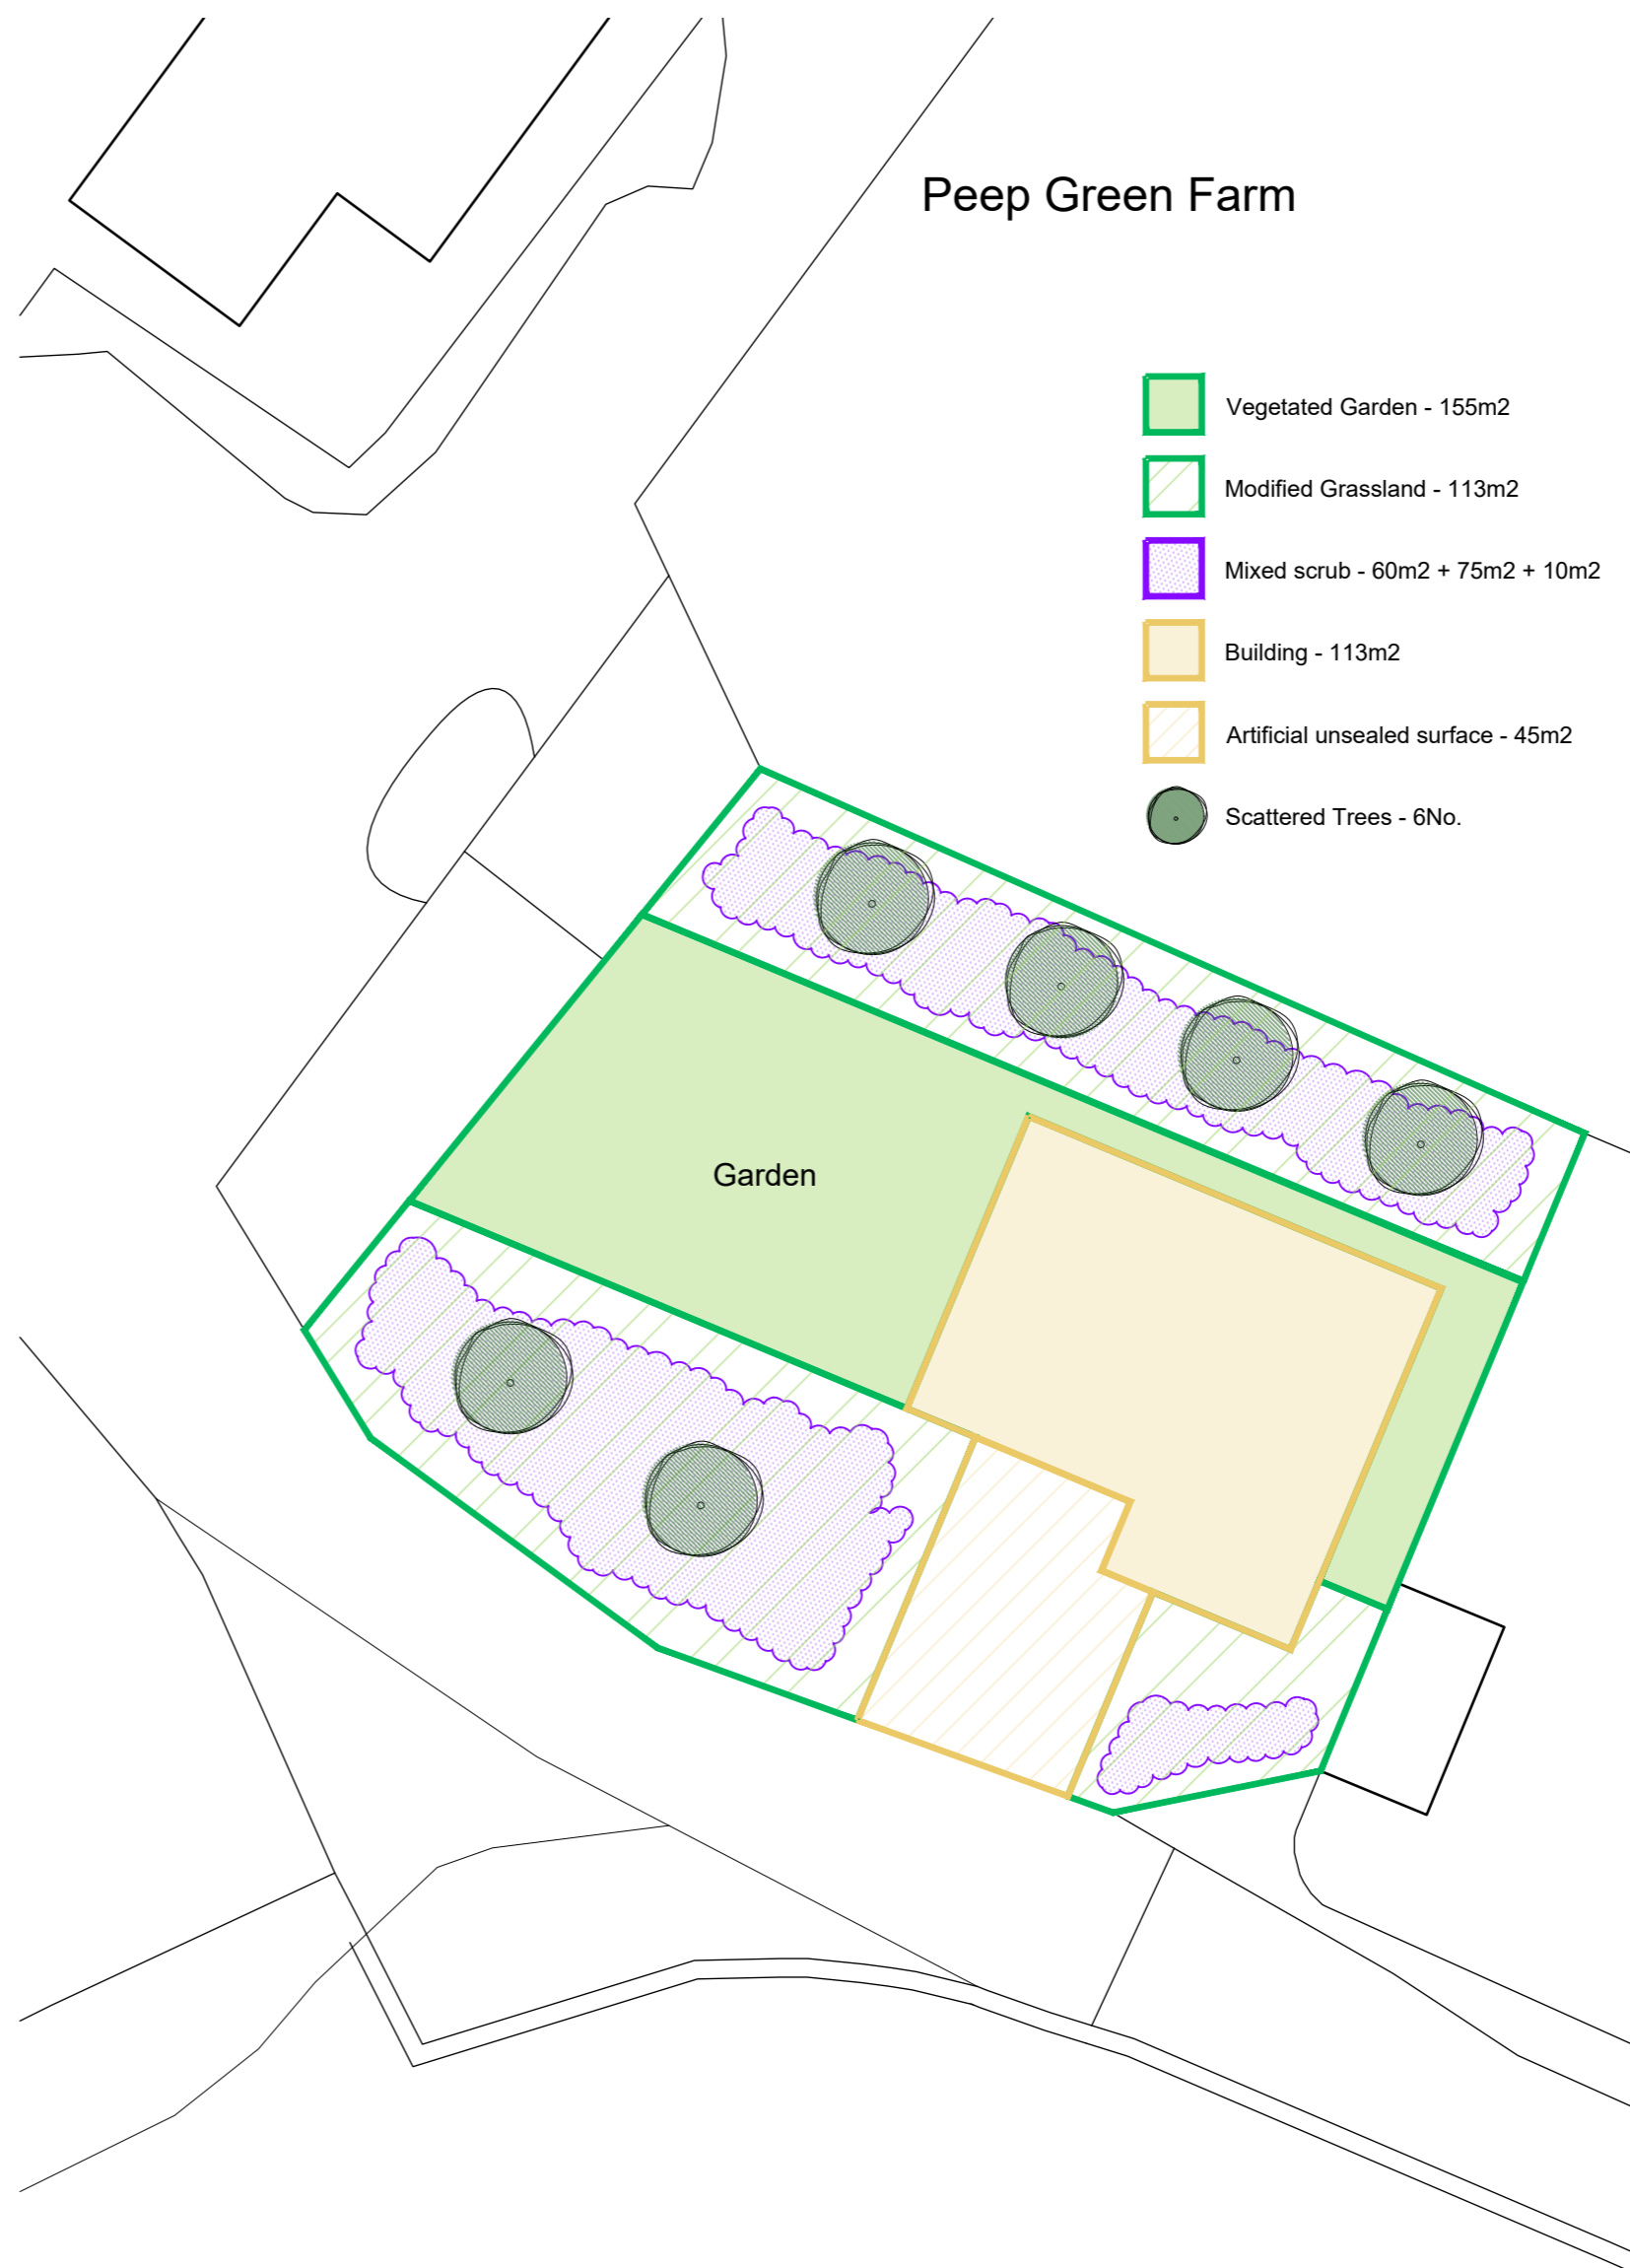 Peep Green Farm
Vegetated Garden - 155m2
Modified Grassland - 113m2
Mixed scrub - 60m2 + 75m2 + 10m2
Building - 113m2
Artificial unsealed surface - 45m2
Scattered Trees - 6No.
Garden